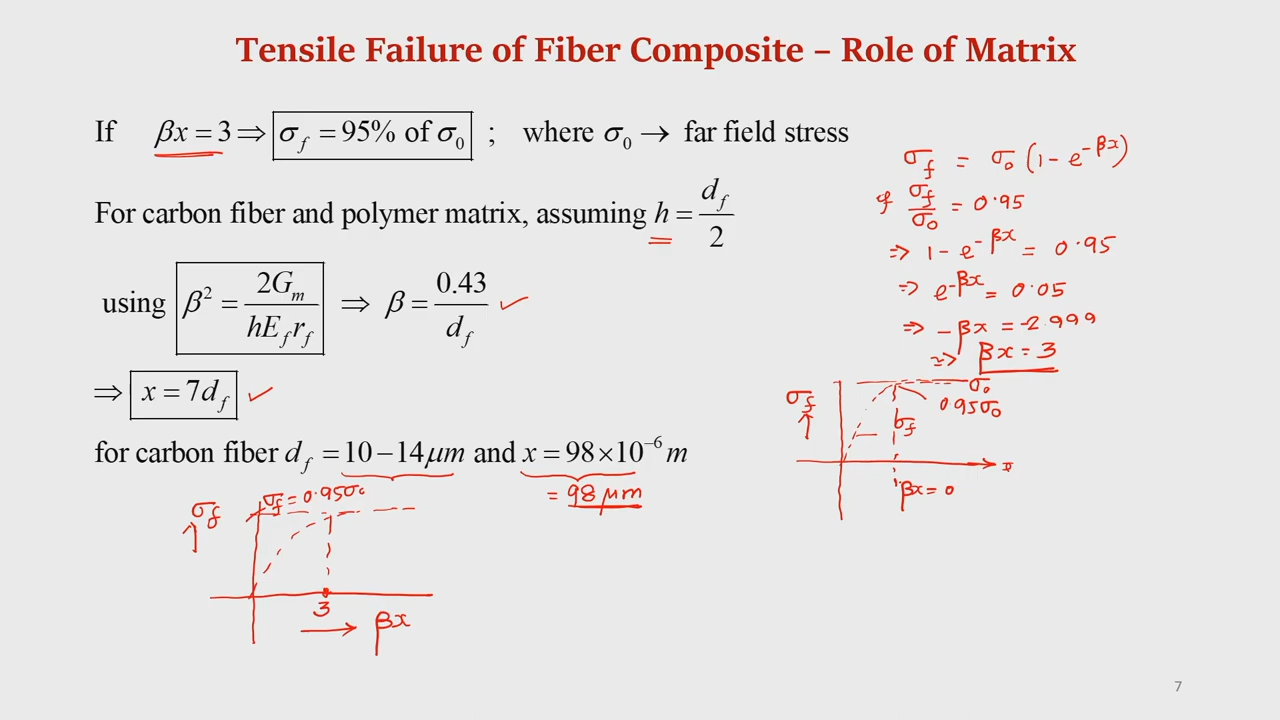 Tensile Failure of Fiber Composite – Role of Matrix
If βx = 3 ⇒ σ_f = 95% of σ_0 ; where σ_0 → far field stress
For carbon fiber and polymer matrix, assuming h = d_f / 2
using β² = 2G_m / hE_f r_f ⇒ β = 0.43 / d_f ✓
⇒ x = 7d_f ✓
for carbon fiber d_f = 10 – 14μm and x = 98×10⁻⁶ m
= 98 μm
σ_f = σ_0 (1 - e^{-βx})
if σ_f / σ_0 = 0.95
⇒ 1 - e^{-βx} = 0.95
⇒ e^{-βx} = 0.05
⇒ -βx = -2.999
⇒ βx = 3
σ_f
σ_0
0.95σ_0
σ_f
βx = 0
σ_f
σ_f = 0.95σ_0
3
βx
7